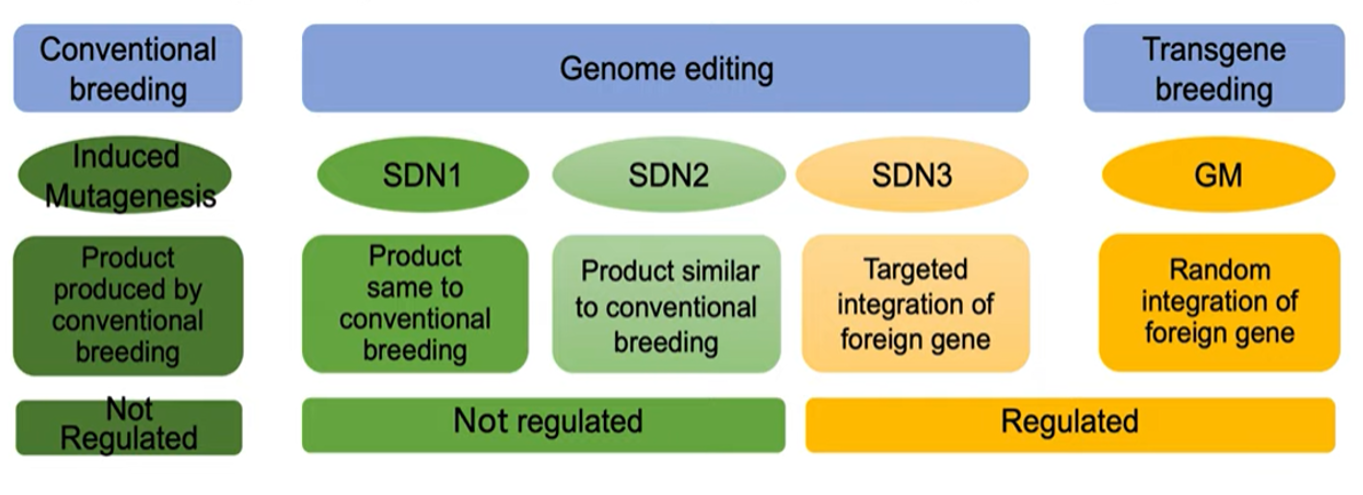 Conventional
breeding
Genome editing
Transgene
breeding
Induced
Mutagenesis
SDN1
SDN2
SDN3
GM
Product
produced by
conventional
breeding
Product
same to
conventional
breeding
Product similar
to conventional
breeding
Targeted
integration of
foreign gene
Random
integration of
foreign gene
Not
Regulated
Not regulated
Regulated